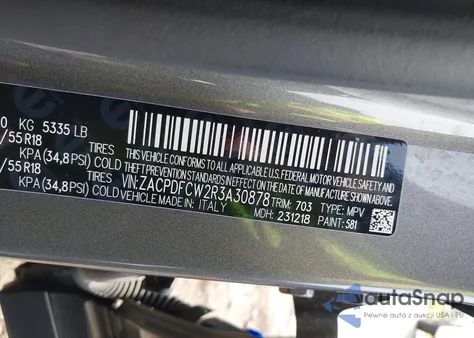 0 KG 5335 LB
/55R18 TIRES
KPA (34,8PSI) COLD
/55R18 TIRES
KPA (34,8PSI) COLD
THIS VEHICLE CONFORMS TO ALL APPLICABLE U.S. FEDERAL MOTOR VEHICLE SAFETY
AND THEFT PREVENTION STANDARDS IN EFFECT ON THE DATE OF MANUFACTURE SHOWN ABOVE.
VIN: ZACPDFCW2R3A30878 TRIM: 703 TYPE: MPV
VEHICLE MADE IN: ITALY MDH: 231218 PAINT: 581
autaSnap
Pewne auta z aukcji USA i EU